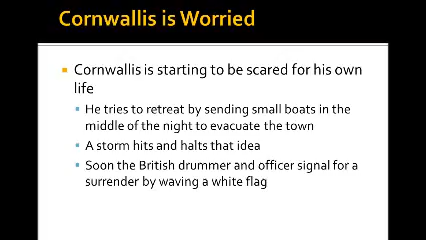 Cornwallis is Worried
Cornwallis is starting to be scared for his own
life
He tries to retreat by sending small boats in the
middle of the night to evacuate the town
A storm hits and halts that idea
Soon the British drummer and officer signal for a
surrender by waving a white flag